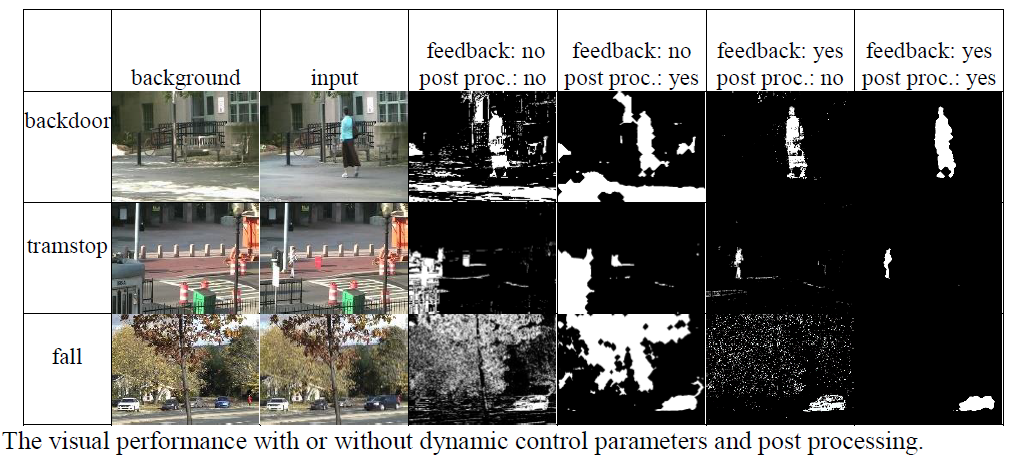 background
input
feedback: no
post proc.: no
feedback: no
post proc.: yes
feedback: yes
post proc.: no
feedback: yes
post proc.: yes
backdoor
tramstop
fall
The visual performance with or without dynamic control parameters and post processing.